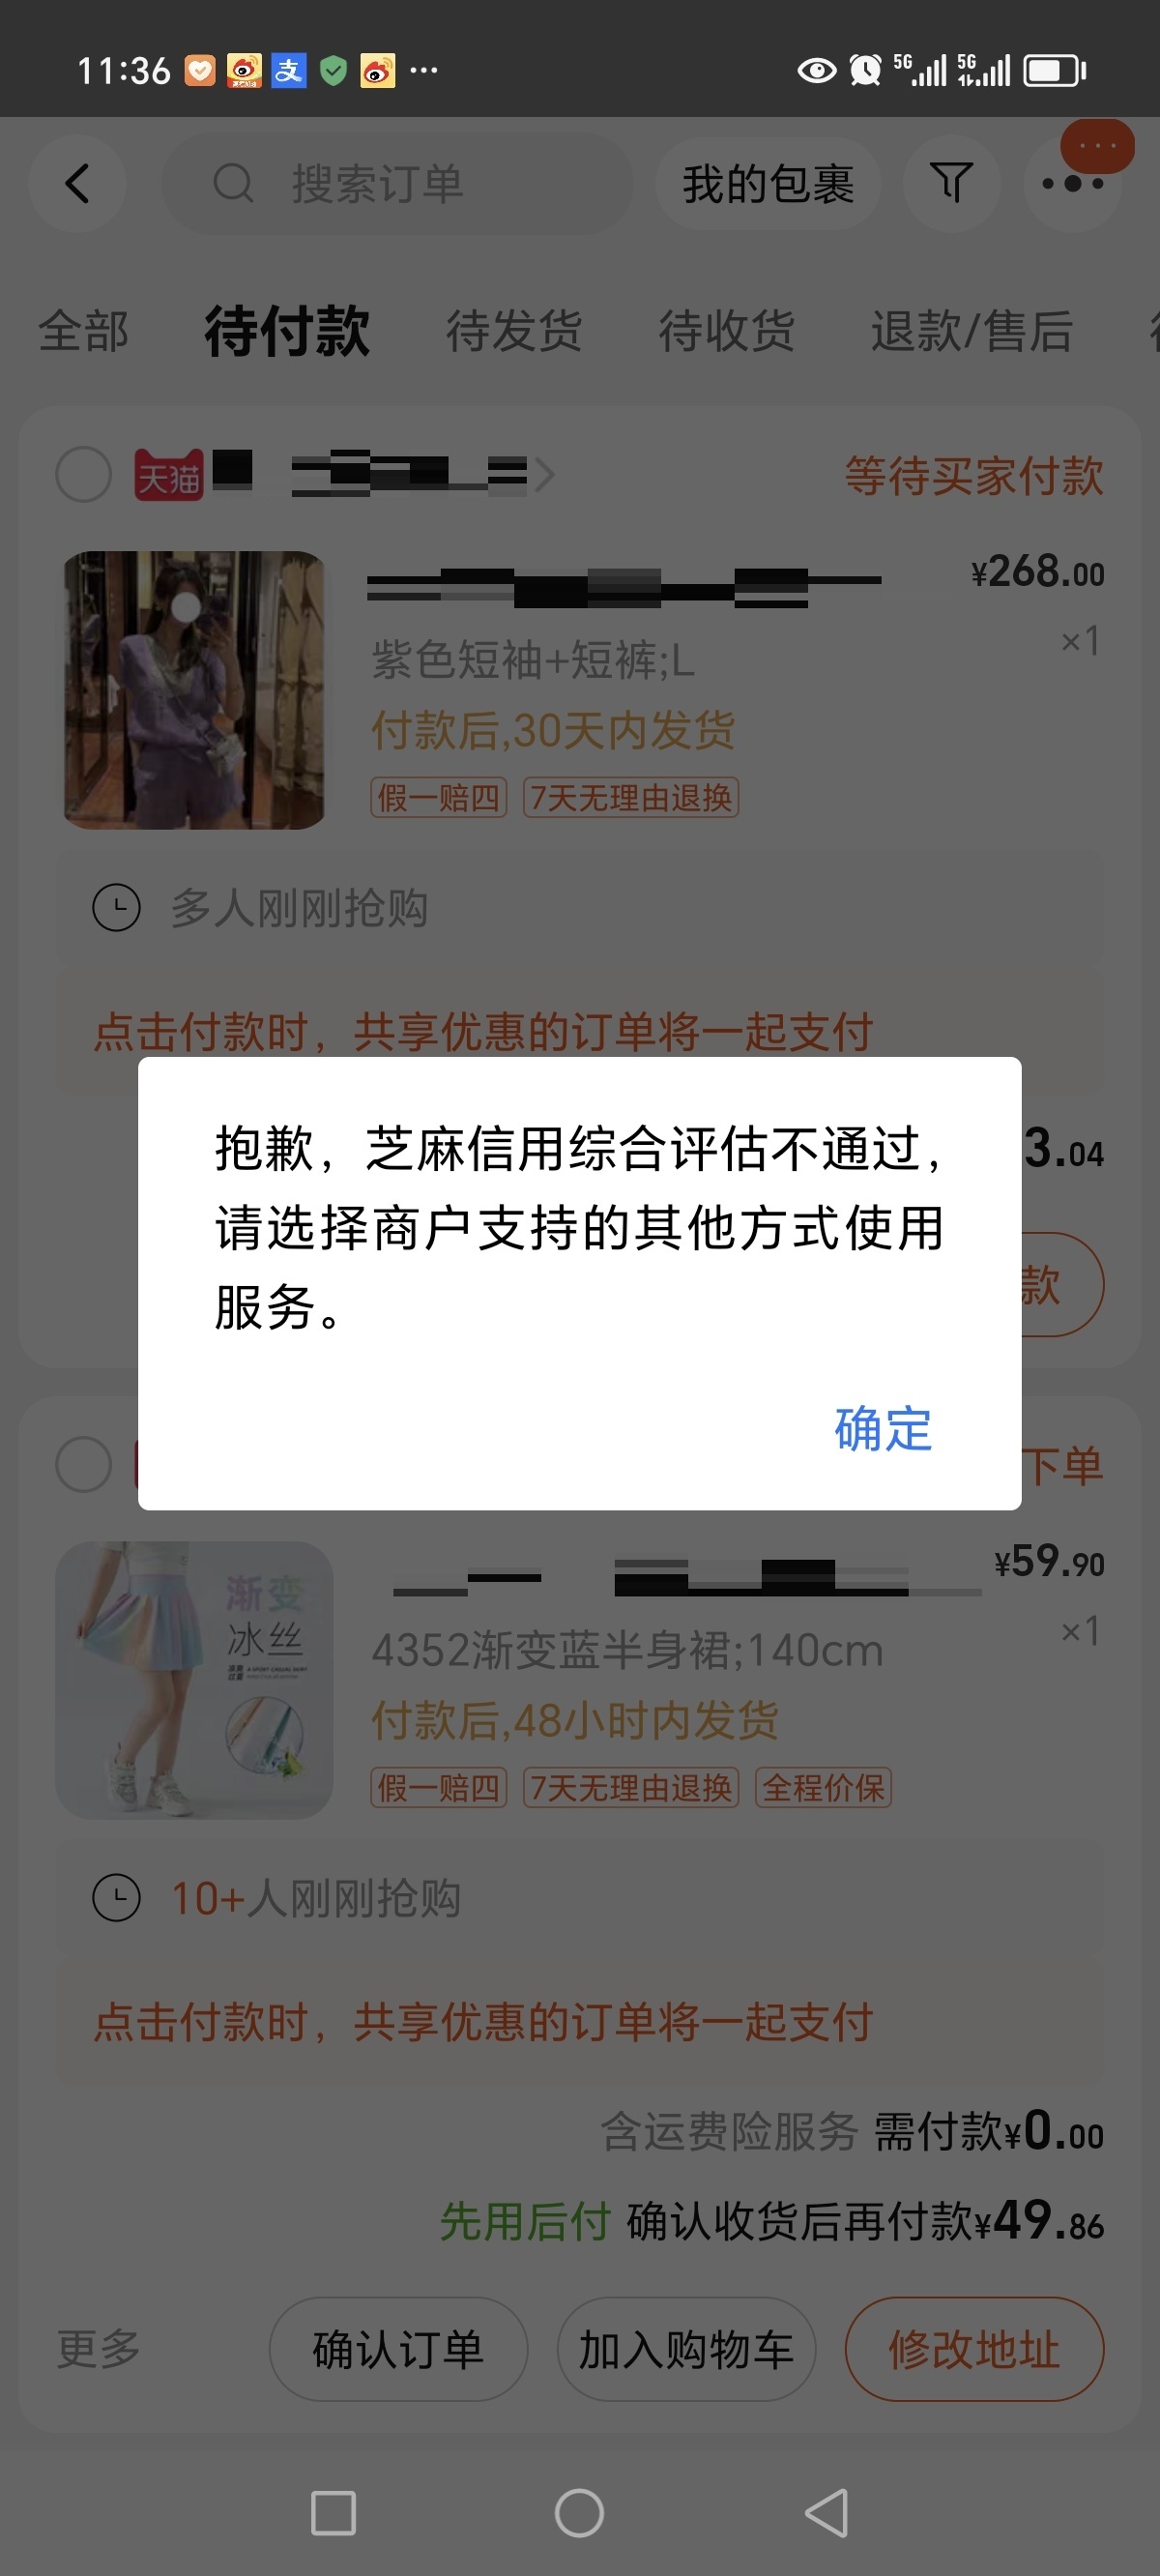 11:36
搜索订单
我的包裹
全部 待付款 待发货 待收货 退款/售后
天猫
等待买家付款
¥268.00
×1
紫色短袖+短裤;L
付款后,30天内发货
假一赔四 7天无理由退换
多人刚刚抢购
点击付款时，共享优惠的订单将一起支付
抱歉，芝麻信用综合评估不通过，
请选择商户支持的其他方式使用
服务。
确定
3.04
款
下单
渐变
冰丝
¥59.90
×1
4352渐变蓝半身裙;140cm
付款后,48小时内发货
假一赔四 7天无理由退换 全程价保
10+人刚刚抢购
点击付款时，共享优惠的订单将一起支付
含运费险服务 需付款¥0.00
先用后付 确认收货后再付款¥49.86
更多 确认订单 加入购物车 修改地址